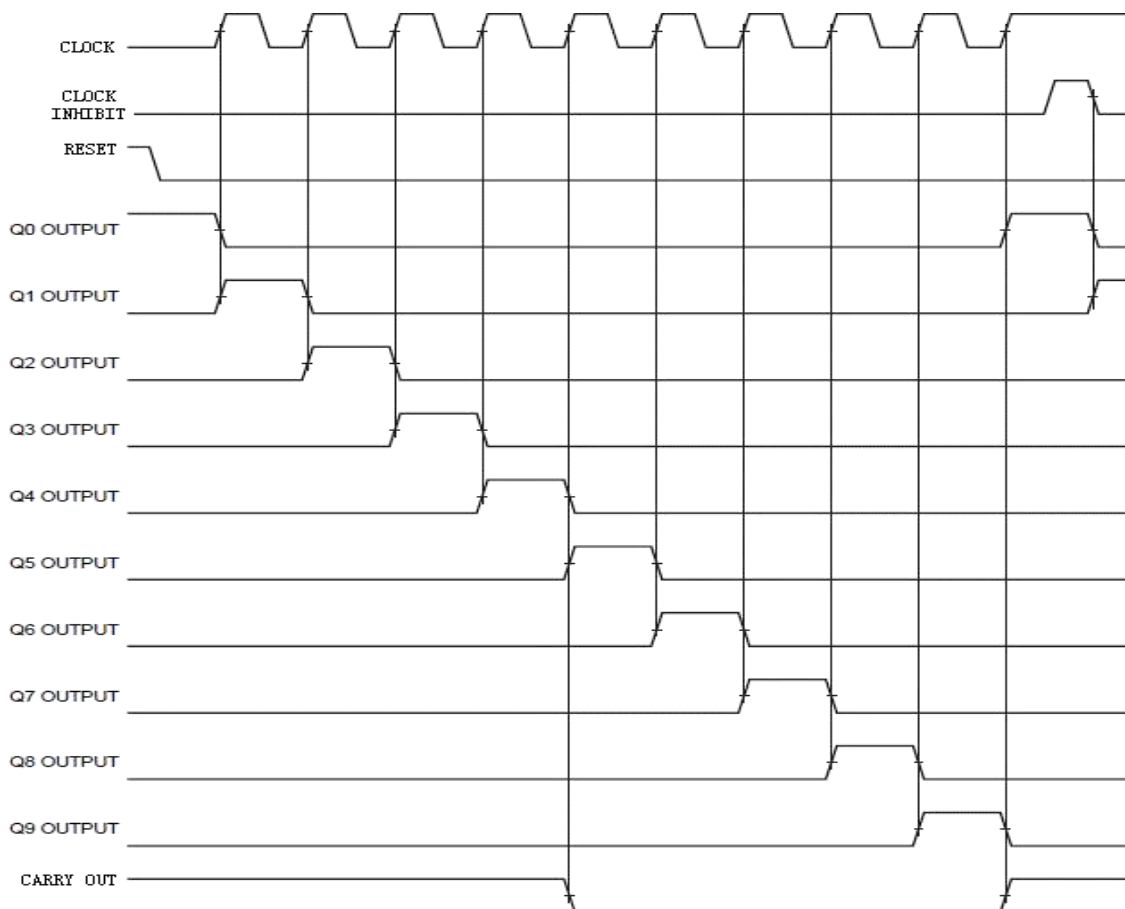 CLOCK
CLOCK
INHIBIT
RESET
Q0 OUTPUT
Q1 OUTPUT
Q2 OUTPUT
Q3 OUTPUT
Q4 OUTPUT
Q5 OUTPUT
Q6 OUTPUT
Q7 OUTPUT
Q8 OUTPUT
Q9 OUTPUT
CARRY OUT